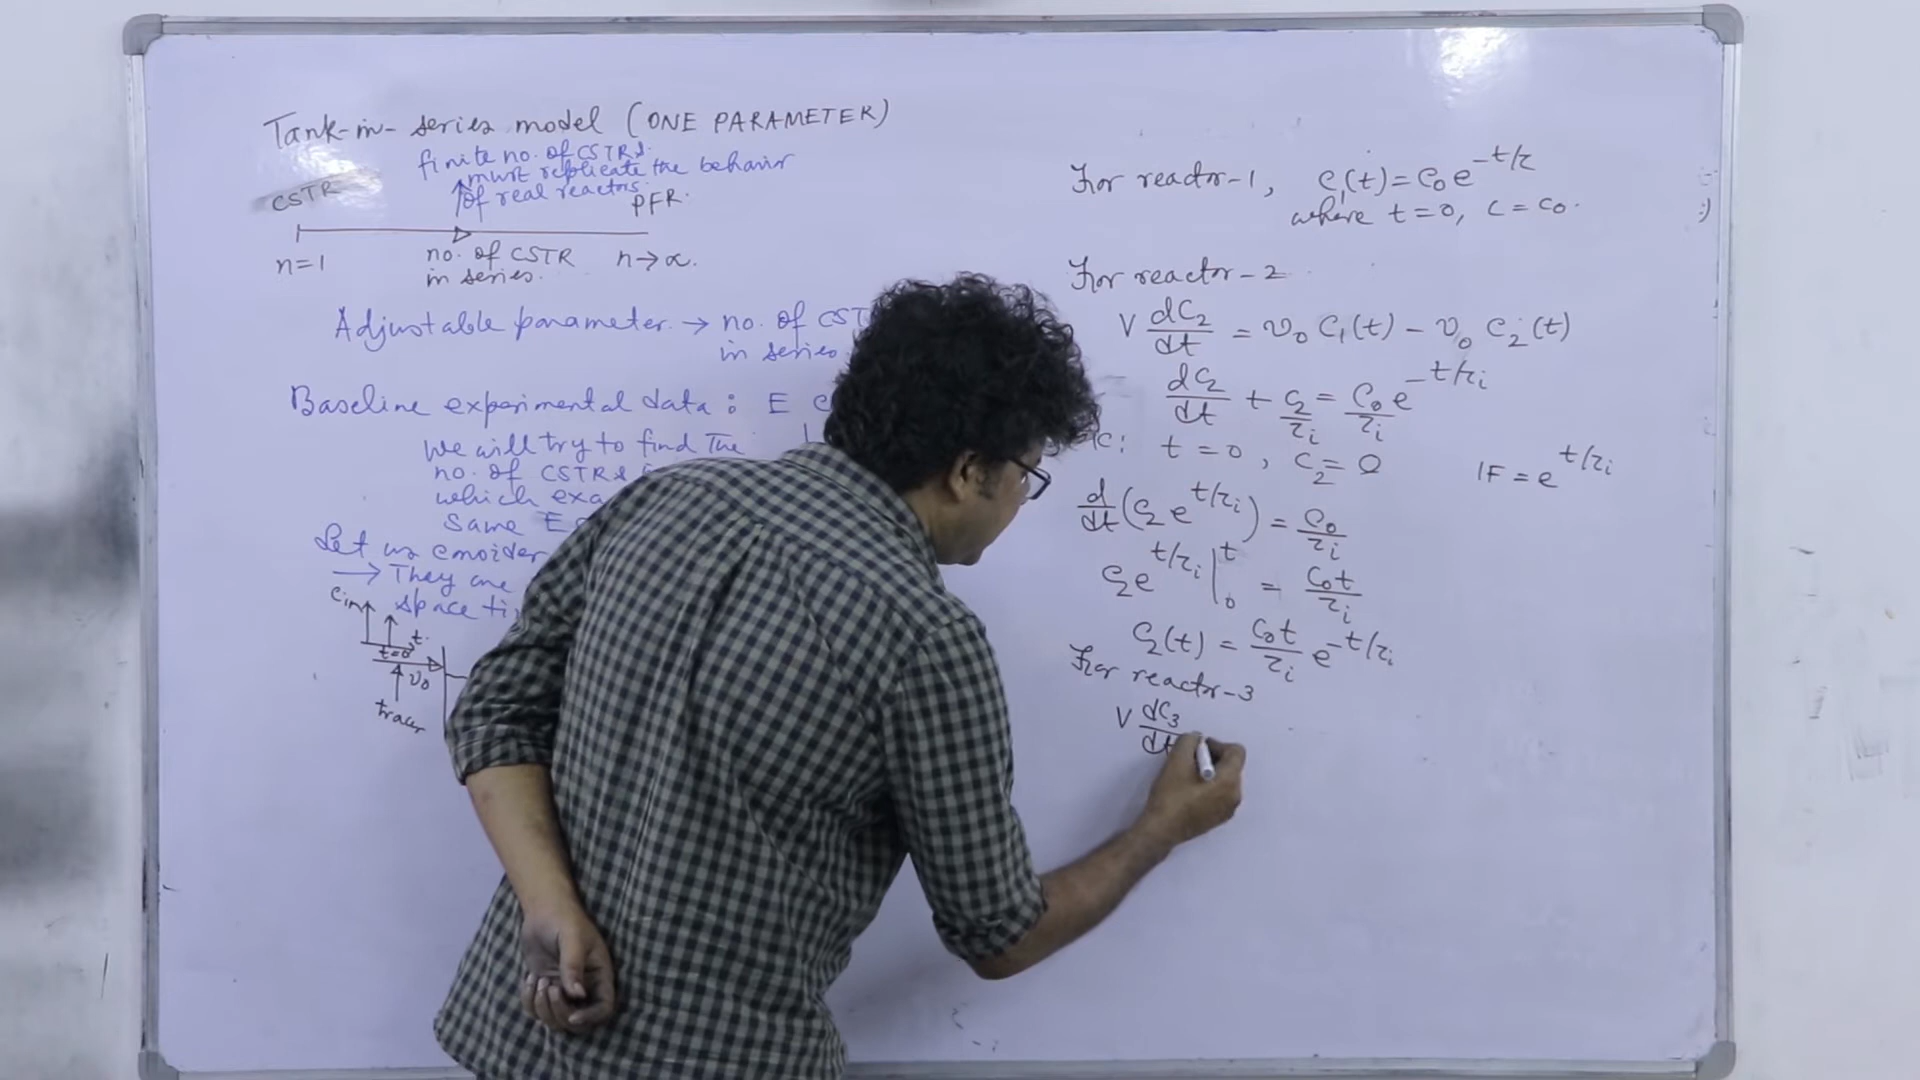 Tank-in-series model (ONE PARAMETER)
finite no. of CSTRs
must replicate the behavior
of real reactors.
CSTR
PFR.
n=1
no. of CSTR
in series.
n→∝.
Adjustable parameter → no. of CST
in series.
Baseline experimental data : E
We will try to find the
no. of CSTRs
which exa
same E
Let us consider
→ They are
space ti
Cin
t.
t=0
v₀
tracer
For reactor-1, C₁(t)=C₀e^(-t/τ)
where t=0, C=C₀.
For reactor-2
V dC₂/dt = v₀ C₁(t) - v₀ C₂(t)
dC₂/dt + C₂/τᵢ = C₀/τᵢ e^(-t/τᵢ)
IC: t=0, C₂=0
IF = e^(t/τᵢ)
d/dt (C₂ e^(t/τᵢ)) = C₀/τᵢ
C₂e^(t/τᵢ) |₀^t = C₀t/τᵢ
C₂(t) = C₀t/τᵢ e^(-t/τᵢ)
For reactor-3
V dC₃/dt